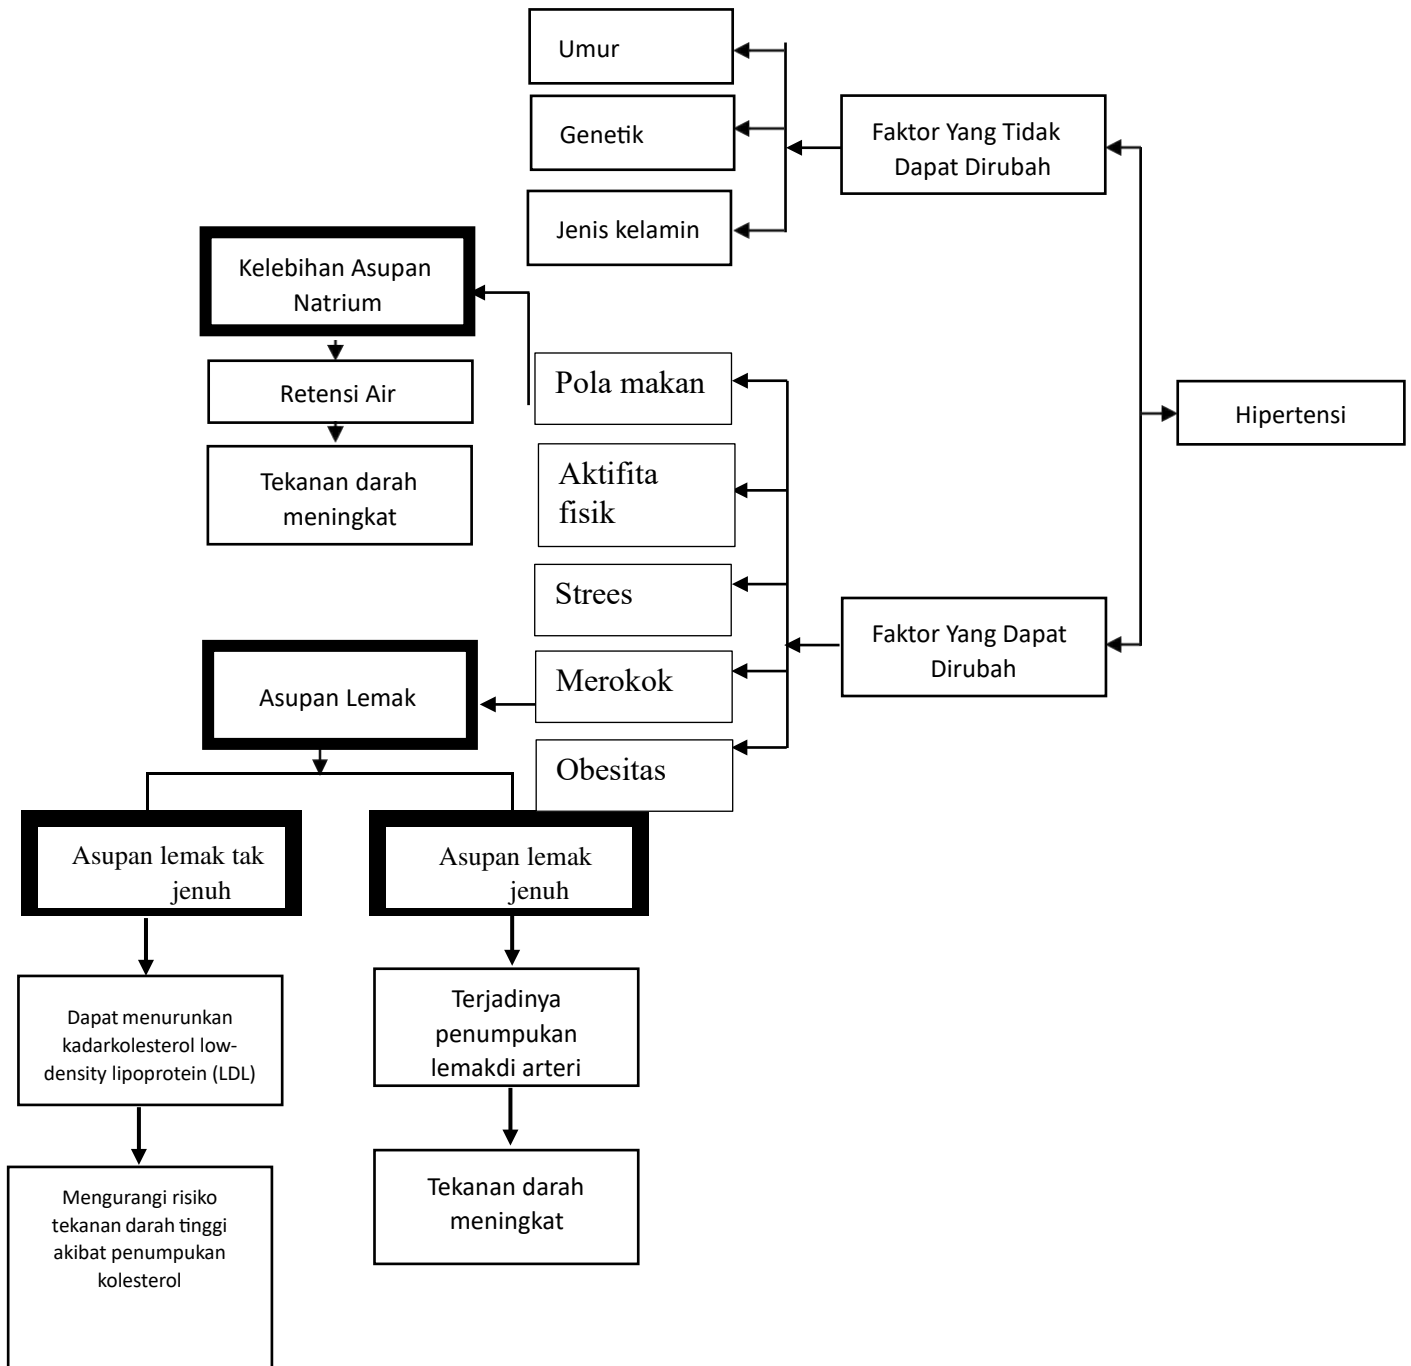 Umur
Genetik
Jenis kelamin
Faktor Yang Tidak
Dapat Dirubah
Kelebihan Asupan
Natrium
Retensi Air
Tekanan darah
meningkat
Pola makan
Aktifita
fisik
Strees
Merokok
Obesitas
Hipertensi
Faktor Yang Dapat
Dirubah
Asupan Lemak
Asupan lemak tak
jenuh
Asupan lemak
jenuh
Dapat menurunkan
kadarkolesterol low-
density lipoprotein (LDL)
Terjadinya
penumpukan
lemakdi arteri
Mengurangi risiko
tekanan darah tinggi
akibat penumpukan
kolesterol
Tekanan darah
meningkat